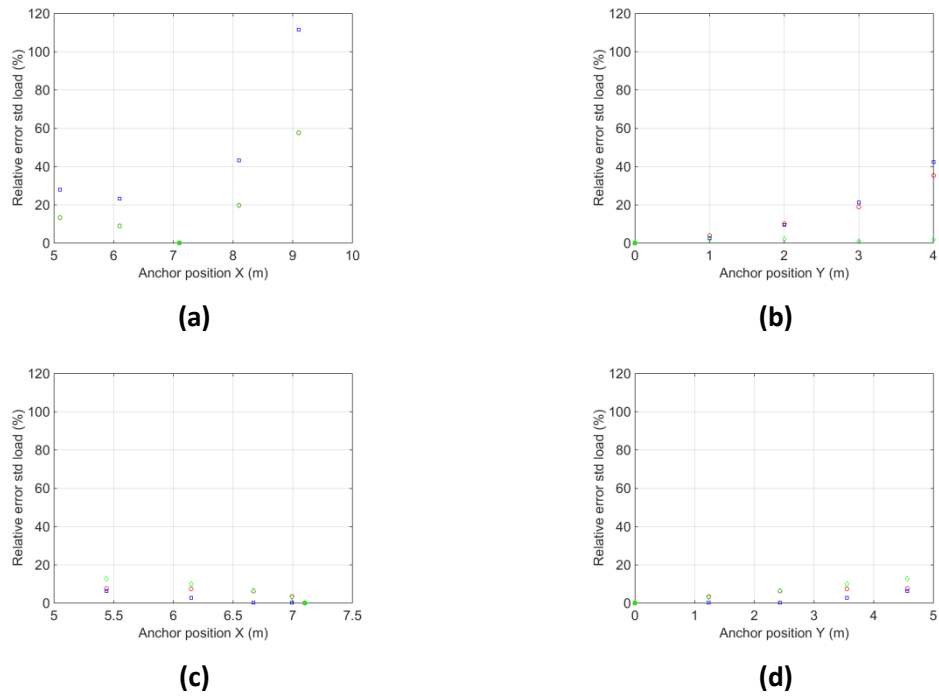 120
100
80
60
40
20
0
Relative error std load (%)
5 6 7 8 9 10
Anchor position X (m)
(a)
120
100
80
60
40
20
0
Relative error std load (%)
0 1 2 3 4
Anchor position Y (m)
(b)
120
100
80
60
40
20
0
Relative error std load (%)
5 5.5 6 6.5 7 7.5
Anchor position X (m)
(c)
120
100
80
60
40
20
0
Relative error std load (%)
0 1 2 3 4 5
Anchor position Y (m)
(d)